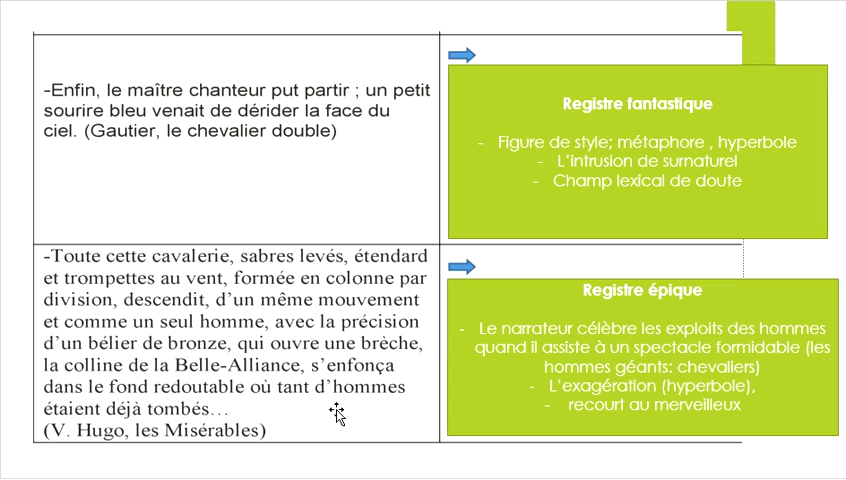 -Enfin, le maître chanteur put partir ; un petit
sourire bleu venait de dérider la face du
ciel. (Gautier, le chevalier double)
Registre fantastique
- Figure de style; métaphore , hyperbole
- L'intrusion de surnaturel
- Champ lexical de doute
-Toute cette cavalerie, sabres levés, étendard
et trompettes au vent, formée en colonne par
division, descendit, d'un même mouvement
et comme un seul homme, avec la précision
d'un bélier de bronze, qui ouvre une brèche,
la colline de la Belle-Alliance, s'enfonça
dans le fond redoutable où tant d'hommes
étaient déjà tombés…
(V. Hugo, les Misérables)
Registre épique
- Le narrateur célèbre les exploits des hommes
quand il assiste à un spectacle formidable (les
hommes géants: chevaliers)
- L'exagération (hyperbole),
- recourt au merveilleux